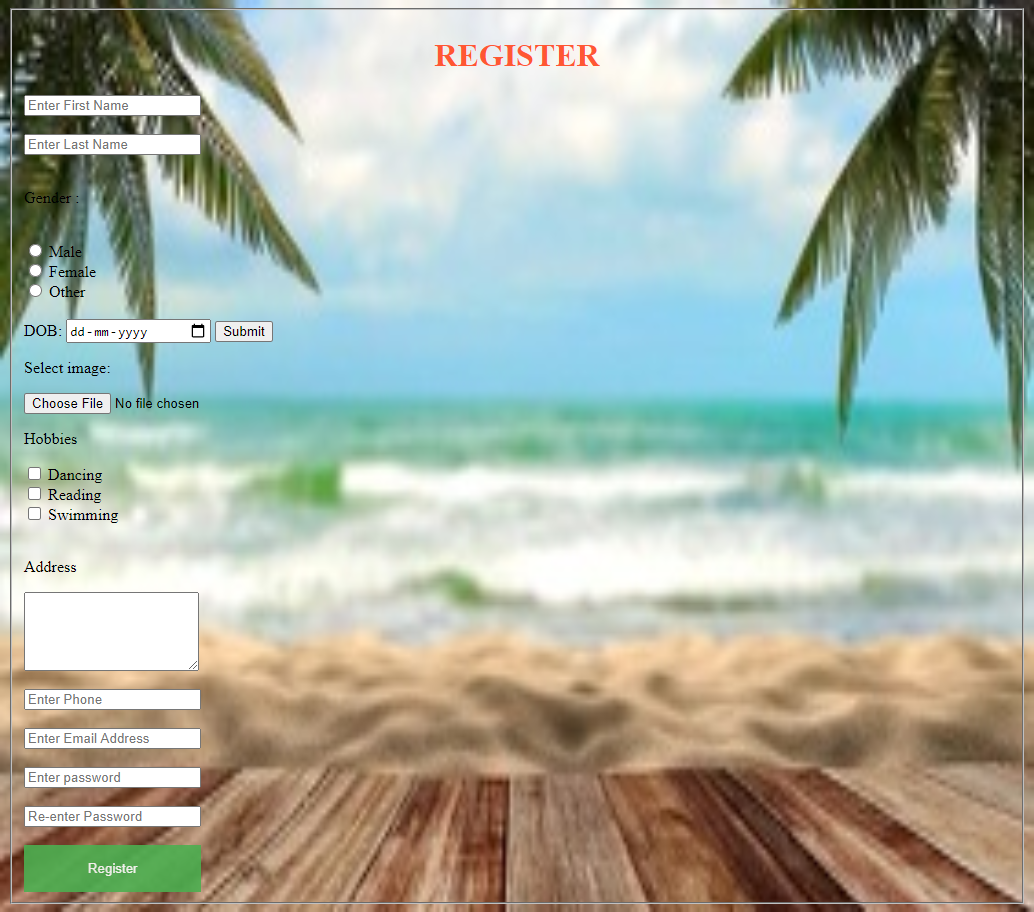 REGISTER
Enter First Name
Enter Last Name
Gender :
Male
Female
Other
DOB: dd-mm-yyyy Submit
Select image:
Choose File No file chosen
Hobbies
Dancing
Reading
Swimming
Address
Enter Phone
Enter Email Address
Enter password
Re-enter Password
Register